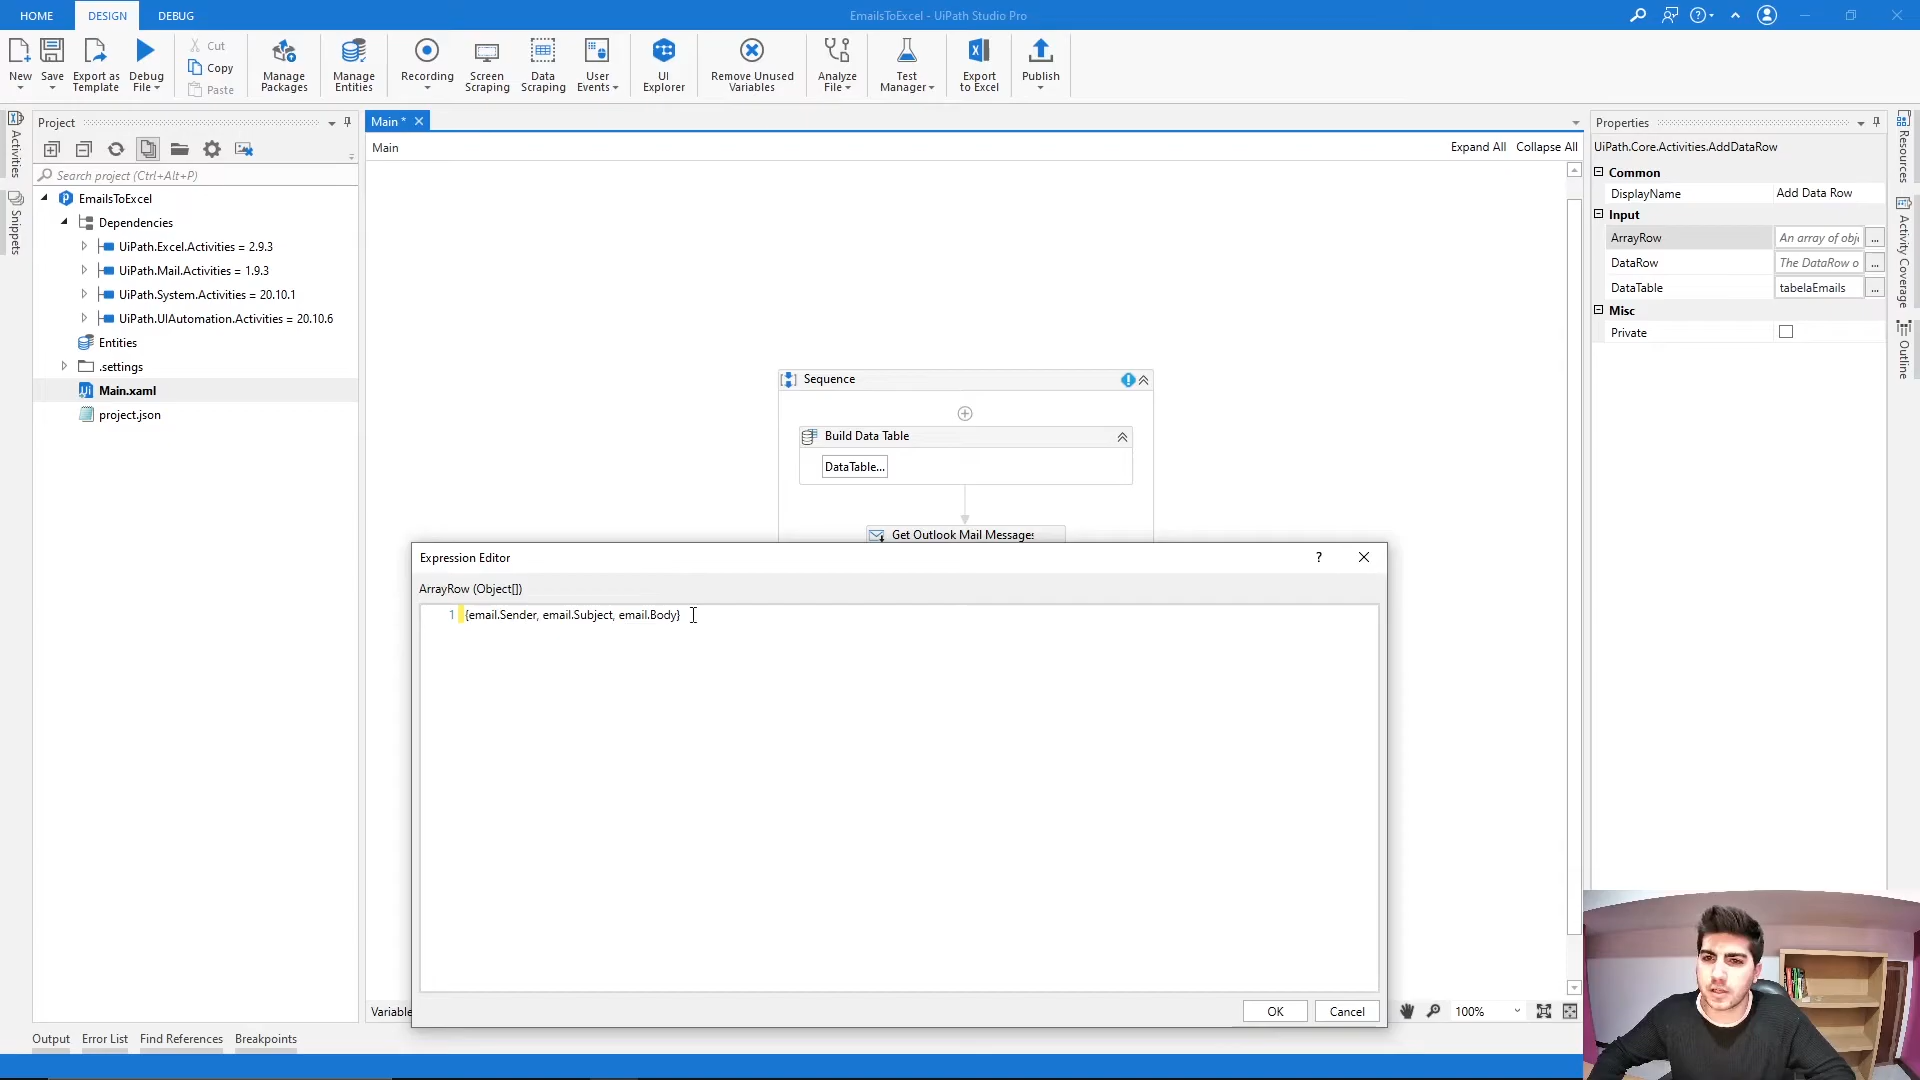 HOME DESIGN DEBUG EmailsToExcel - UiPath Studio Pro
New Save Export as Template Debug File
Cut
Copy
Paste
Manage Packages Manage Entities Recording Screen Scraping Data Scraping User Events UI Explorer Remove Unused Variables Analyze File Test Manager Export to Excel Publish
Activities
Snippets
Project
Search project (Ctrl+Alt+P)
EmailsToExcel
Dependencies
UiPath.Excel.Activities = 2.9.3
UiPath.Mail.Activities = 1.9.3
UiPath.System.Activities = 20.10.1
UiPath.UIAutomation.Activities = 20.10.6
Entities
.settings
Main.xaml
project.json
Main *
Main Expand All Collapse All
Sequence
Build Data Table
DataTable...
Get Outlook Mail Messages
Expression Editor ?
ArrayRow (Object[])
1 {email.Sender, email.Subject, email.Body}
OK Cancel
Variable
100%
Properties
UiPath.Core.Activities.AddDataRow
Common
DisplayName Add Data Row
Input
ArrayRow An array of obj ...
DataRow The DataRow o ...
DataTable tabelaEmails ...
Misc
Private
Resources
Activity Coverage
Outline
Output Error List Find References Breakpoints